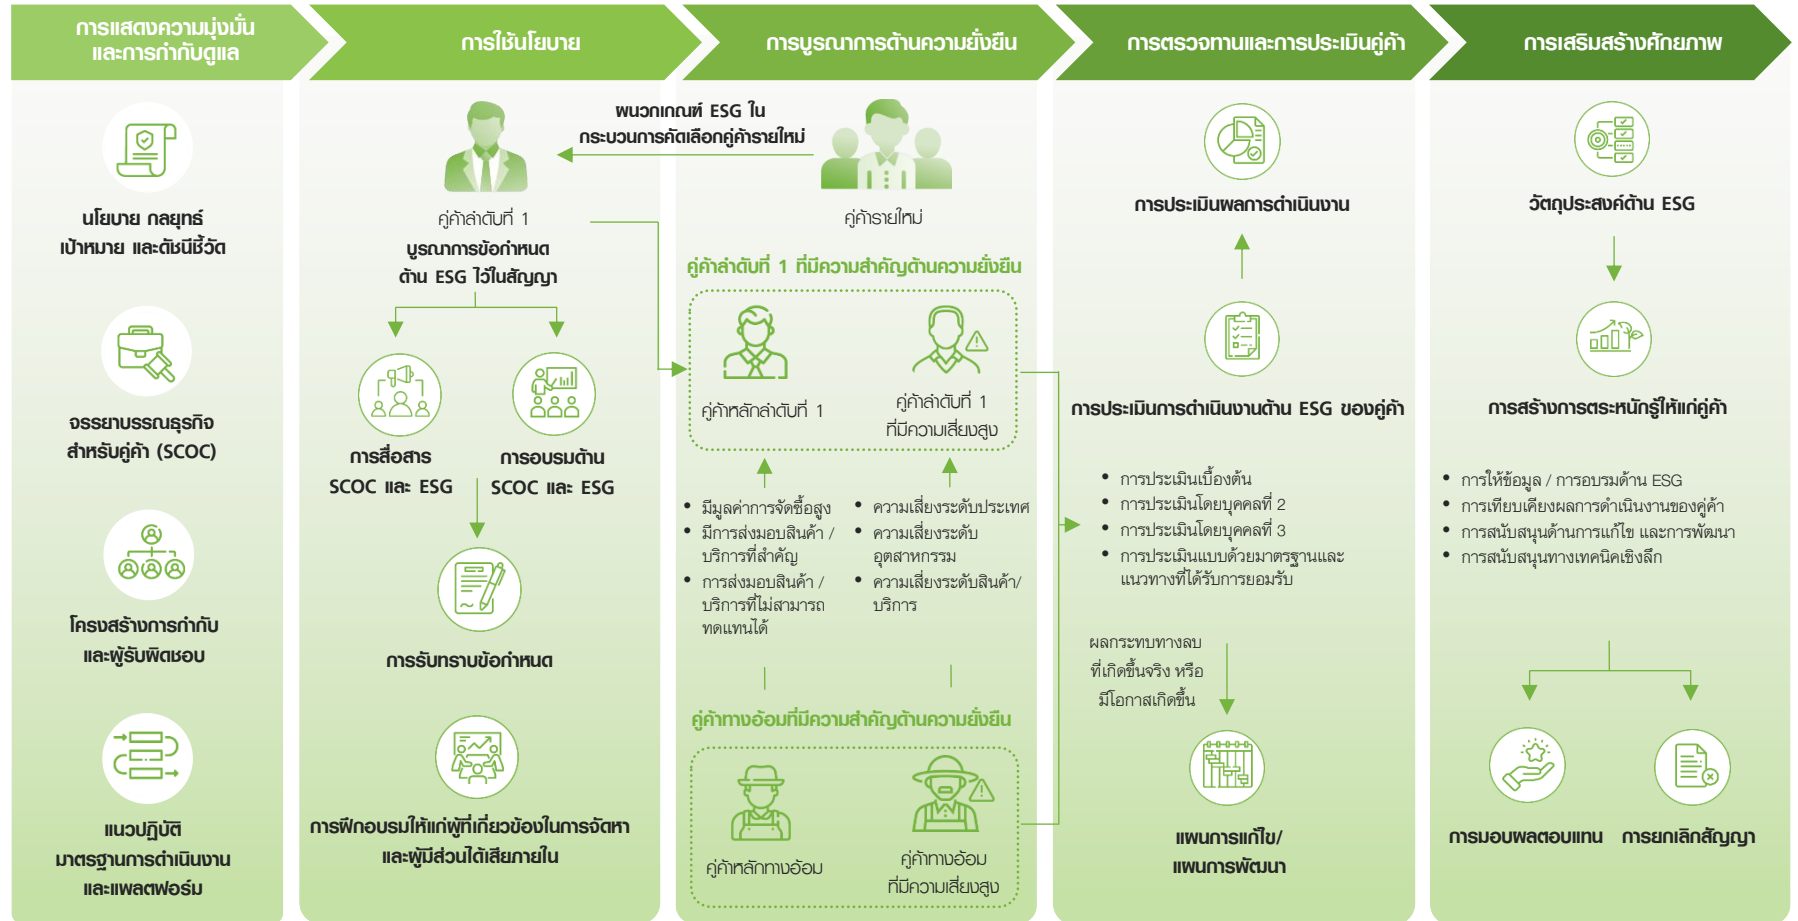 การแสดงความมุ่งมั่น
และการกำกับดูแล
การใช้นโยบาย
การบูรณาการด้านความยั่งยืน
การตรวจทานและการประเมินคู่ค้า
การเสริมสร้างศักยภาพ
นโยบาย กลยุทธ์
เป้าหมาย และดัชนีชี้วัด
จรรยาบรรณธุรกิจ
สำหรับคู่ค้า (SCOC)
โครงสร้างการกำกับ
และผู้รับผิดชอบ
แนวปฏิบัติ
มาตรฐานการดำเนินงาน
และแพลตฟอร์ม
คู่ค้าลำดับที่ 1
บูรณาการข้อกำหนด
ด้าน ESG ไว้ในสัญญา
การสื่อสาร
SCOC และ ESG
การอบรมด้าน
SCOC และ ESG
การรับทราบข้อกำหนด
การฝึกอบรมให้แก่ผู้ที่เกี่ยวข้องในการจัดหา
และผู้มีส่วนได้เสียภายใน
ผนวกเกณฑ์ ESG ใน
กระบวนการคัดเลือกคู่ค้ารายใหม่
คู่ค้ารายใหม่
คู่ค้าลำดับที่ 1 ที่มีความสำคัญด้านความยั่งยืน
คู่ค้าหลักลำดับที่ 1
คู่ค้าลำดับที่ 1
ที่มีความเสี่ยงสูง
• มีมูลค่าการจัดซื้อสูง
• มีการส่งมอบสินค้า /
บริการที่สำคัญ
• การส่งมอบสินค้า /
บริการที่ไม่สามารถ
ทดแทนได้
• ความเสี่ยงระดับประเทศ
• ความเสี่ยงระดับ
อุตสาหกรรม
• ความเสี่ยงระดับสินค้า/
บริการ
คู่ค้าทางอ้อมที่มีความสำคัญด้านความยั่งยืน
คู่ค้าหลักทางอ้อม
คู่ค้าทางอ้อม
ที่มีความเสี่ยงสูง
การประเมินผลการดำเนินงาน
การประเมินการดำเนินงานด้าน ESG ของคู่ค้า
• การประเมินเบื้องต้น
• การประเมินโดยบุคคลที่ 2
• การประเมินโดยบุคคลที่ 3
• การประเมินแบบด้วยมาตรฐานและ
แนวทางที่ได้รับการยอมรับ
ผลกระทบทางลบ
ที่เกิดขึ้นจริง หรือ
มีโอกาสเกิดขึ้น
แผนการแก้ไข/
แผนการพัฒนา
วัตถุประสงค์ด้าน ESG
การสร้างการตระหนักรู้ให้แก่คู่ค้า
• การให้ข้อมูล / การอบรมด้าน ESG
• การเทียบเคียงผลการดำเนินงานของคู่ค้า
• การสนับสนุนด้านการแก้ไข และการพัฒนา
• การสนับสนุนทางเทคนิคเชิงลึก
การมอบผลตอบแทน
การยกเลิกสัญญา